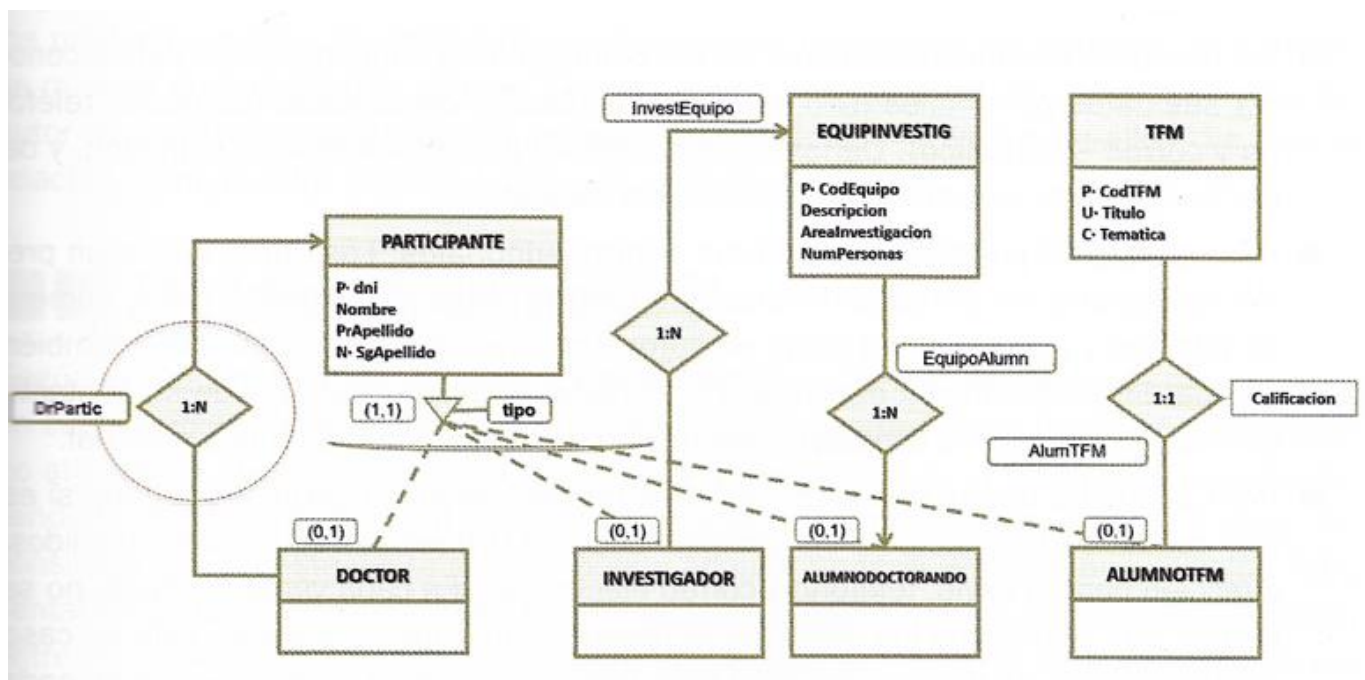 InvestEquipo
EQUIPINVESTIG
P· CodEquipo
Descripcion
AreaInvestigacion
NumPersonas
TFM
P· CodTFM
U· Titulo
C· Tematica
PARTICIPANTE
P· dni
Nombre
PrApellido
N· SgApellido
DrPartic
1:N
(1,1)
tipo
1:N
EquipoAlumn
1:N
1:1
Calificacion
AlumTFM
(0,1)
(0,1)
(0,1)
(0,1)
DOCTOR
INVESTIGADOR
ALUMNODOCTORANDO
ALUMNOTFM